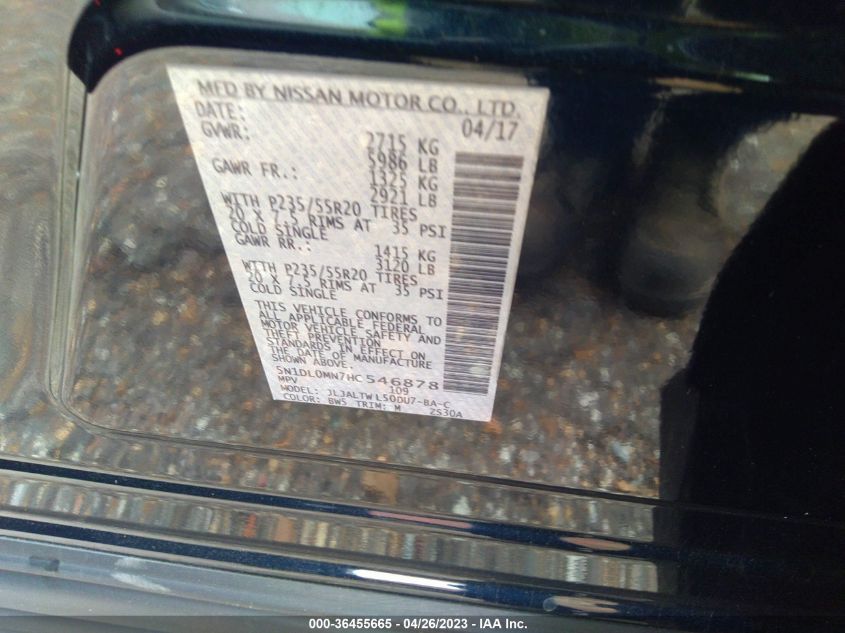 MFD BY NISSAN MOTOR CO., LTD.
DATE: 04/17
GVWR: 2715 KG
5986 LB
GAWR FR.: 1325 KG
2921 LB
WITH P235/55R20 TIRES
20 X 7.5 RIMS AT 35 PSI
COLD SINGLE
GAWR RR.: 1415 KG
3120 LB
WITH P235/55R20 TIRES
20 X 7.5 RIMS AT 35 PSI
COLD SINGLE
THIS VEHICLE CONFORMS TO
ALL APPLICABLE FEDERAL
MOTOR VEHICLE SAFETY AND
THEFT PREVENTION
STANDARDS IN EFFECT ON
THE DATE OF MANUFACTURE
SHOWN ABOVE.
5N1DL0MN7HC546878
MPV 109
MODEL: JLJALTWL50DU7-BA-C
COLOR: BW5 TRIM: M ZS30A
000-36455665 - 04/26/2023 - IAA Inc.